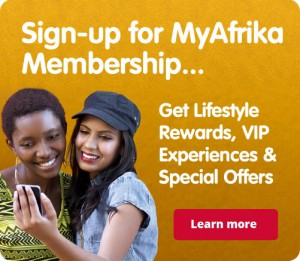 Sign-up for MyAfrika
Membership...
Get Lifestyle
Rewards, VIP
Experiences &
Special Offers
Learn more